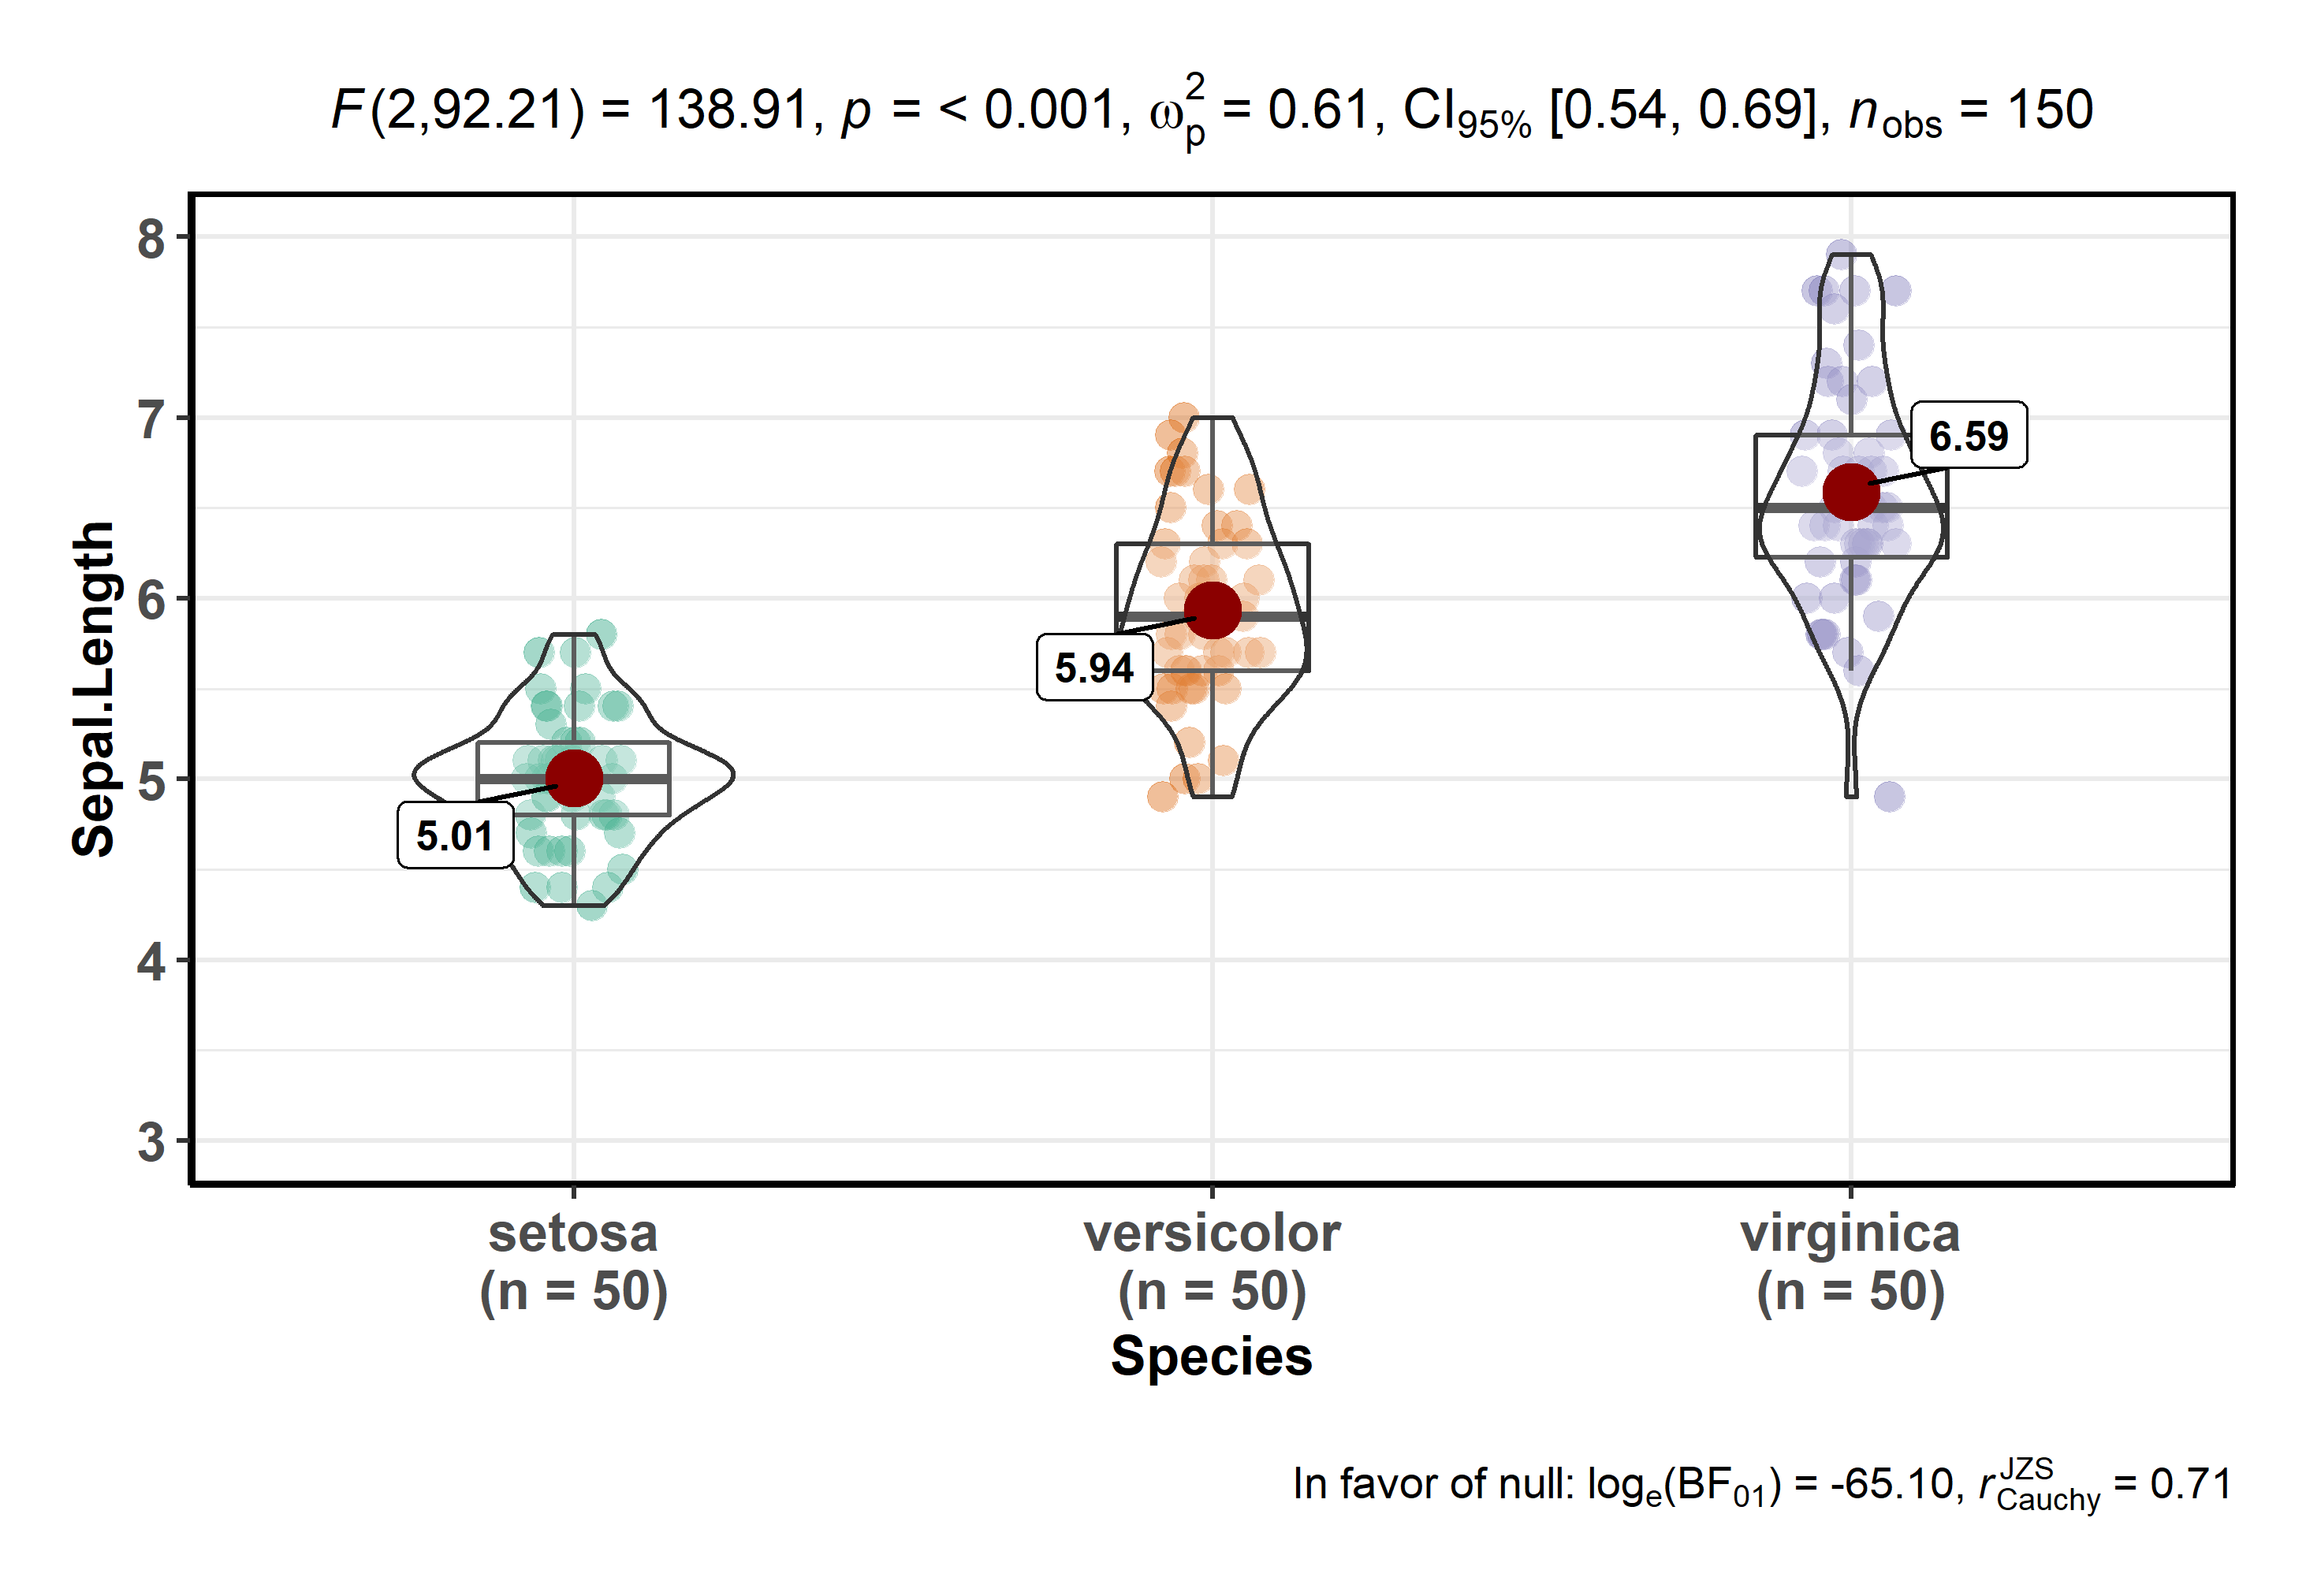 F(2,92.21) = 138.91, p = < 0.001, ω²ₚ = 0.61, CI₉₅% [0.54, 0.69], n_obs = 150
8
7
6
5
4
3
Sepal.Length
5.01
5.94
6.59
setosa versicolor virginica
(n = 50) (n = 50) (n = 50)
Species
In favor of null: logₑ(BF₀₁) = -65.10, r^JZS_Cauchy = 0.71